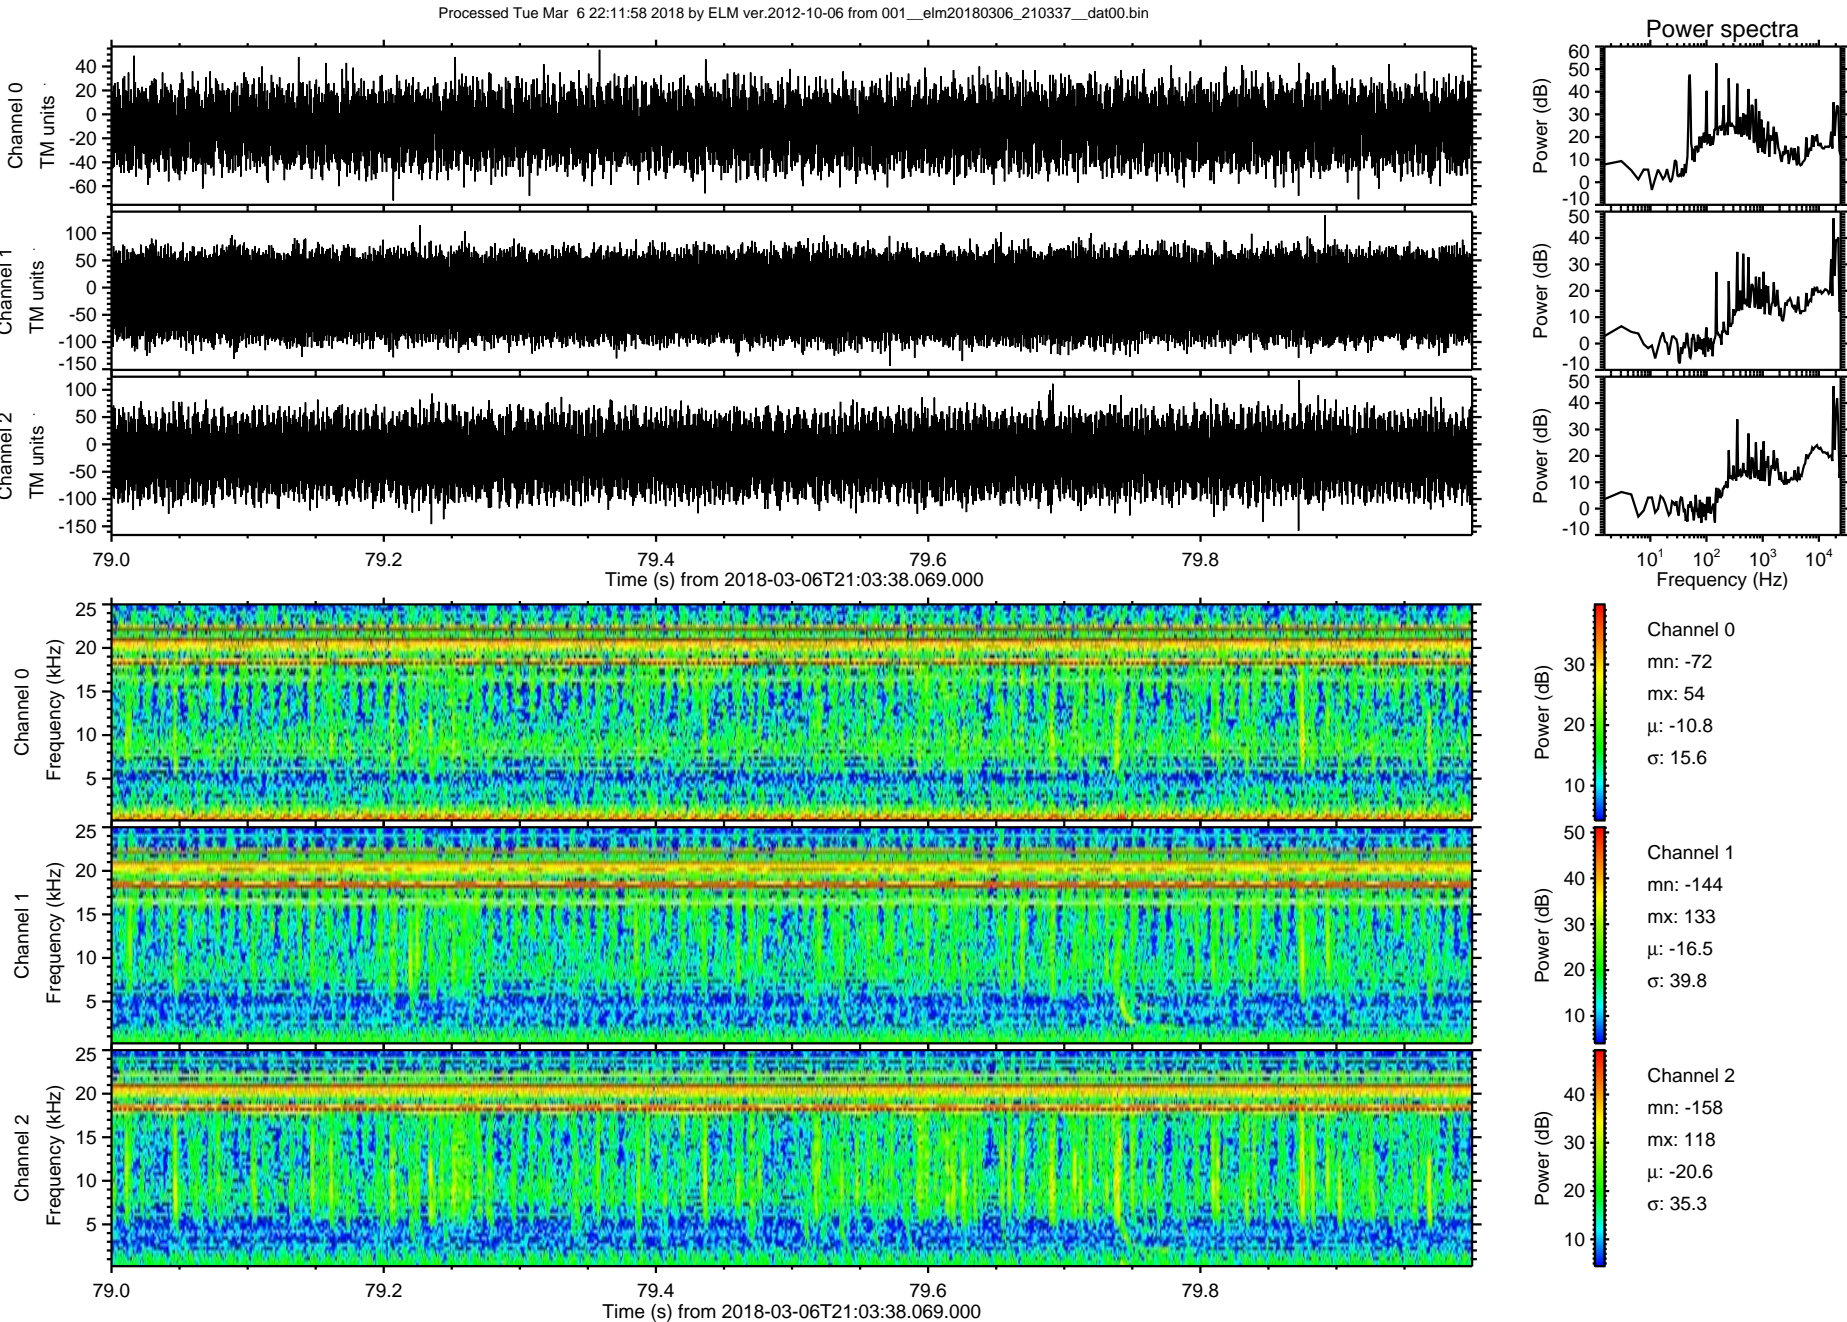 Processed Tue Mar  6 22:11:58 2018 by ELM ver.2012-10-06 from 001__elm20180306_210337__dat00.bin
Power spectra
Channel 0
TM units
40
20
0
-20
-40
-60
Power (dB)
60
50
40
30
20
10
0
-10
Channel 1
TM units
100
50
0
-50
-100
-150
Power (dB)
50
40
30
20
10
0
-10
Channel 2
TM units
100
50
0
-50
-100
-150
Power (dB)
50
40
30
20
10
0
-10
79.0 79.2 79.4 79.6 79.8
Time (s) from 2018-03-06T21:03:38.069.000
10¹ 10² 10³ 10⁴
Frequency (Hz)
Channel 0
Frequency (kHz)
25
20
15
10
5
Power (dB)
30
20
10
Channel 0
mn: -72
mx: 54
µ: -10.8
σ: 15.6
Channel 1
Frequency (kHz)
25
20
15
10
5
Power (dB)
50
40
30
20
10
Channel 1
mn: -144
mx: 133
µ: -16.5
σ: 39.8
Channel 2
Frequency (kHz)
25
20
15
10
5
Power (dB)
40
30
20
10
Channel 2
mn: -158
mx: 118
µ: -20.6
σ: 35.3
79.0 79.2 79.4 79.6 79.8
Time (s) from 2018-03-06T21:03:38.069.000